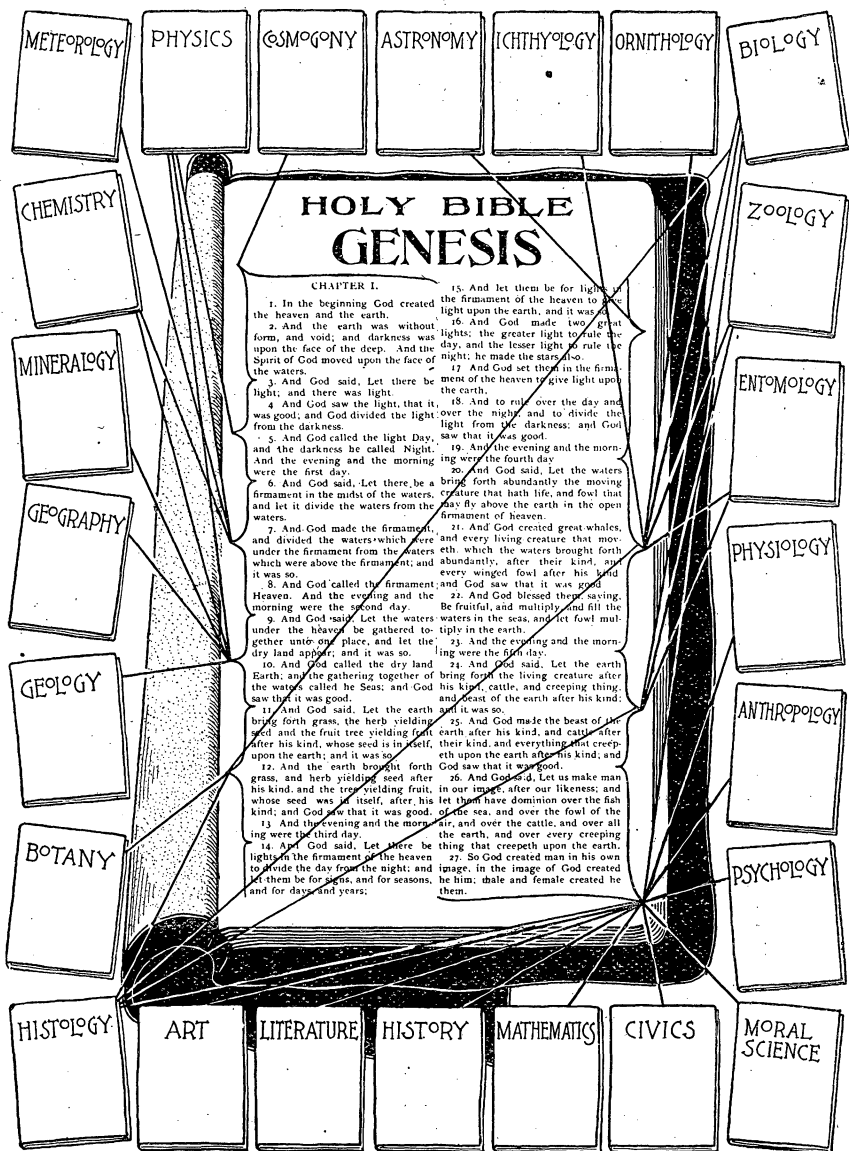 METEOROLOGY
PHYSICS
COSMOGONY
ASTRONOMY
ICHTHYOLOGY
ORNITHOLOGY
BIOLOGY
CHEMISTRY
ZOOLOGY
MINERALOGY
ENTOMOLOGY
GEOGRAPHY
PHYSIOLOGY
GEOLOGY
ANTHROPOLOGY
BOTANY
PSYCHOLOGY
HOLY BIBLE
GENESIS
CHAPTER I.
1. In the beginning God created
the heaven and the earth.
2. And the earth was without
form, and void; and darkness was
upon the face of the deep. And the
Spirit of God moved upon the face of
the waters.
3. And God said, Let there be
light; and there was light.
4 And God saw the light, that it
was good; and God divided the light
from the darkness.
5. And God called the light Day,
and the darkness he called Night.
And the evening and the morning
were the first day.
6. And God said, Let there be a
firmament in the midst of the waters,
and let it divide the waters from the
waters.
7. And God made the firmament,
and divided the waters which were
under the firmament from the waters
which were above the firmament; and
it was so.
8. And God called the firmament
Heaven. And the evening and the
morning were the second day.
9. And God said, Let the waters
under the heaven be gathered to-
gether unto one place, and let the
dry land appear; and it was so.
10. And God called the dry land
Earth; and the gathering together of
the waters called he Seas; and God
saw that it was good.
11. And God said, Let the earth
bring forth grass, the herb yielding
seed and the fruit tree yielding fruit
after his kind, whose seed is in itself,
upon the earth; and it was so.
12. And the earth brought forth
grass, and herb yielding seed after
his kind. and the tree yielding fruit,
whose seed was in itself, after his
kind; and God saw that it was good.
13 And the evening and the morn-
ing were the third day.
14. And God said, Let there be
lights in the firmament of the heaven
to divide the day from the night; and
let them be for signs, and for seasons,
and for days, and years;
15. And let them be for lights in
the firmament of the heaven to give
light upon the earth, and it was so.
16. And God made two great
lights; the greater light to rule the
day, and the lesser light to rule the
night; he made the stars also.
17 And God set them in the firma-
ment of the heaven to give light upon
the earth,
18. And to rule over the day and
over the night, and to divide the
light from the darkness; and God
saw that it was good.
19. And the evening and the morn-
ing were the fourth day
20. And God said, Let the waters
bring forth abundantly the moving
creature that hath life, and fowl that
may fly above the earth in the open
firmament of heaven.
21. And God created great whales,
and every living creature that mov-
eth. which the waters brought forth
abundantly, after their kind, and
every winged fowl after his kind
and God saw that it was good
22. And God blessed them, saying,
Be fruitful, and multiply, and fill the
waters in the seas, and let fowl mul-
tiply in the earth.
23. And the evening and the morn-
ing were the fifth day.
24. And God said, Let the earth
bring forth the living creature after
his kind, cattle, and creeping thing,
and beast of the earth after his kind;
and it was so.
25. And God made the beast of the
earth after his kind, and cattle after
their kind, and everything that creep-
eth upon the earth after his kind; and
God saw that it was good.
26. And God said, Let us make man
in our image, after our likeness; and
let them have dominion over the fish
of the sea, and over the fowl of the
air, and over the cattle, and over all
the earth, and over every creeping
thing that creepeth upon the earth.
27. So God created man in his own
image, in the image of God created
he him; male and female created he
them.
HISTOLOGY
ART
LITERATURE
HISTORY
MATHEMATICS
CIVICS
MORAL
SCIENCE